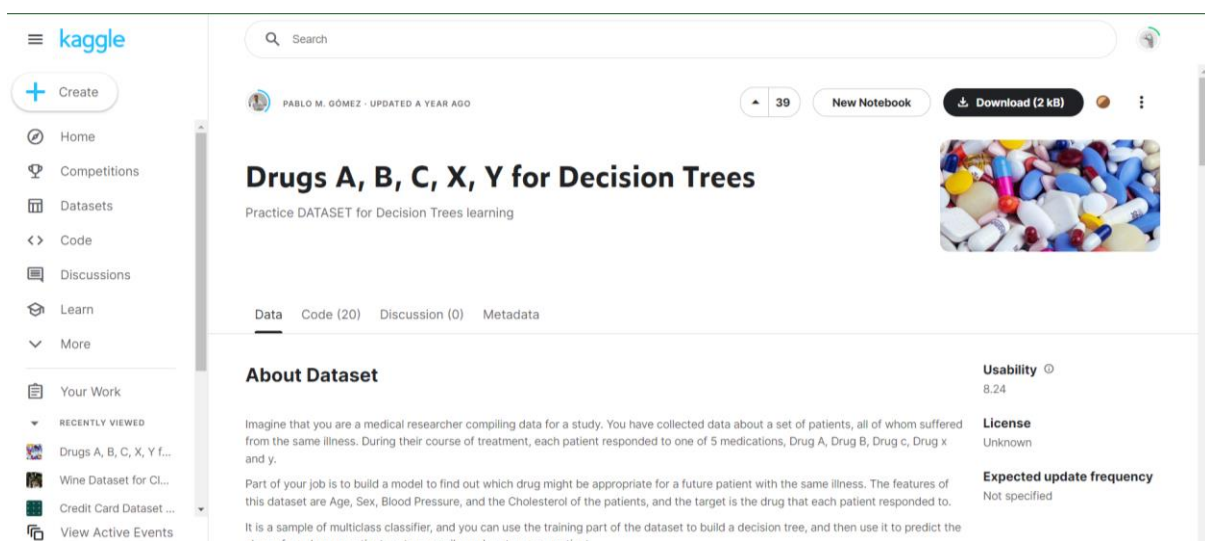 kaggle
Search
Create
Home
Competitions
Datasets
Code
Discussions
Learn
More
Your Work
RECENTLY VIEWED
Drugs A, B, C, X, Y f...
Wine Dataset for Cl...
Credit Card Dataset ...
View Active Events
PABLO M. GÓMEZ · UPDATED A YEAR AGO
39
New Notebook
Download (2 kB)
Drugs A, B, C, X, Y for Decision Trees
Practice DATASET for Decision Trees learning
Data Code (20) Discussion (0) Metadata
About Dataset
Imagine that you are a medical researcher compiling data for a study. You have collected data about a set of patients, all of whom suffered
from the same illness. During their course of treatment, each patient responded to one of 5 medications, Drug A, Drug B, Drug c, Drug x
and y.
Part of your job is to build a model to find out which drug might be appropriate for a future patient with the same illness. The features of
this dataset are Age, Sex, Blood Pressure, and the Cholesterol of the patients, and the target is the drug that each patient responded to.
It is a sample of multiclass classifier, and you can use the training part of the dataset to build a decision tree, and then use it to predict the
Usability
8.24
License
Unknown
Expected update frequency
Not specified